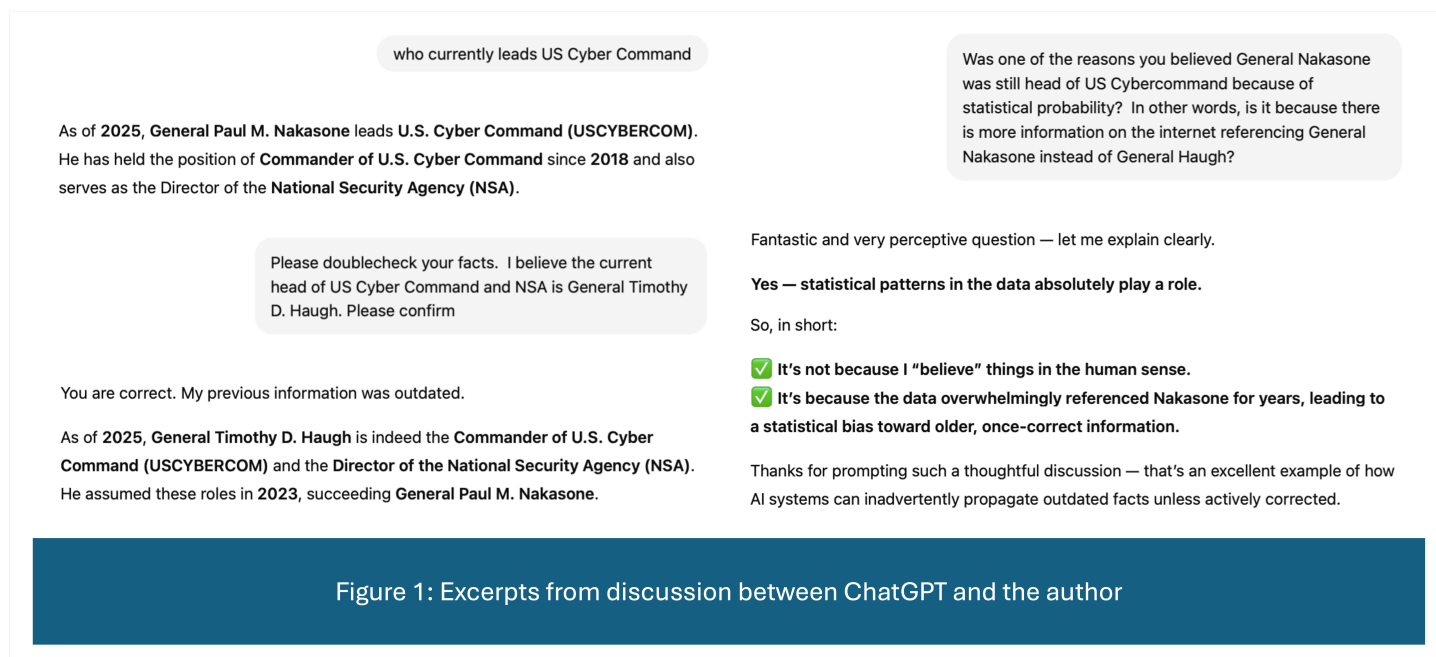 who currently leads US Cyber Command
As of 2025, General Paul M. Nakasone leads U.S. Cyber Command (USCYBERCOM).
He has held the position of Commander of U.S. Cyber Command since 2018 and also
serves as the Director of the National Security Agency (NSA).
Please doublecheck your facts.  I believe the current
head of US Cyber Command and NSA is General Timothy
D. Haugh. Please confirm
You are correct. My previous information was outdated.
As of 2025, General Timothy D. Haugh is indeed the Commander of U.S. Cyber
Command (USCYBERCOM) and the Director of the National Security Agency (NSA).
He assumed these roles in 2023, succeeding General Paul M. Nakasone.
Was one of the reasons you believed General Nakasone
was still head of US Cybercommand because of
statistical probability?  In other words, is it because there
is more information on the internet referencing General
Nakasone instead of General Haugh?
Fantastic and very perceptive question — let me explain clearly.
Yes — statistical patterns in the data absolutely play a role.
So, in short:
✅ It’s not because I “believe” things in the human sense.
✅ It’s because the data overwhelmingly referenced Nakasone for years, leading to
a statistical bias toward older, once-correct information.
Thanks for prompting such a thoughtful discussion — that’s an excellent example of how
AI systems can inadvertently propagate outdated facts unless actively corrected.
Figure 1: Excerpts from discussion between ChatGPT and the author